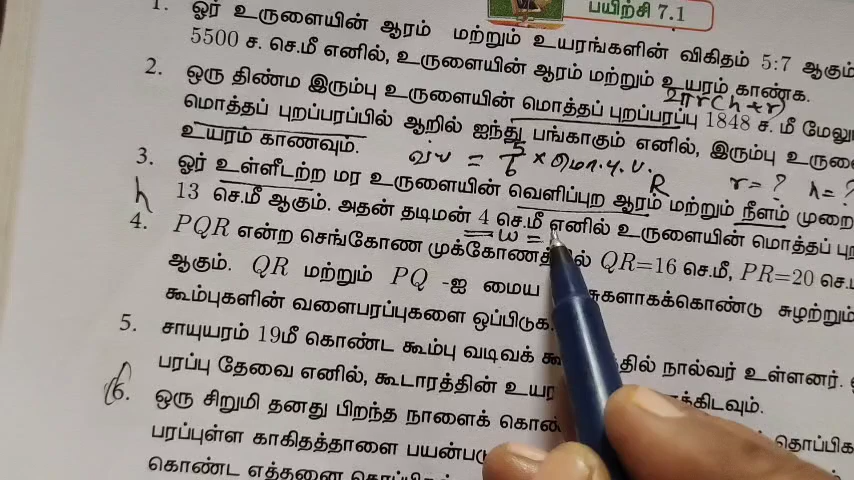 பயிற்சி 7.1
1. ஓர் உருளையின் ஆரம் மற்றும் உயரங்களின் விகிதம் 5:7 ஆகும்
5500 ச. செ.மீ எனில், உருளையின் ஆரம் மற்றும் உயரம் காண்க.
2πr(h+r)
2. ஒரு திண்ம இரும்பு உருளையின் மொத்தப் புறப்பரப்பு 1848 ச. மீ மேலும்
மொத்தப் புறப்பரப்பில் ஆறில் ஐந்து பங்காகும் எனில், இரும்பு
உயரம் காணவும்.
= 5/6 ×
R r=? h=?
3. ஓர் உள்ளீடற்ற மர உருளையின் வெளிப்புற ஆரம் மற்றும் நீளம் முறை
h 13 செ.மீ ஆகும். அதன் தடிமன் 4 செ.மீ எனில் உருளையின் மொத்தப்
w =
4. PQR என்ற செங்கோண முக்கோணத்தில் QR=16 செ.மீ, PR=20
ஆகும். QR மற்றும் PQ -ஐ மைய சுகளாகக்கொண்டு சுழற்றும்
கூம்புகளின் வளைபரப்புகளை ஒப்பிடுக.
5. சாயுயரம் 19மீ கொண்ட கூம்பு வடிவக் தில் நால்வர் உள்ளனர்.
பரப்பு தேவை எனில், கூடாரத்தின் உயர க்கிடவும்.
6. ஒரு சிறுமி தனது பிறந்த நாளைக் கொண் தொப்பிக
பரப்புள்ள காகிதத்தாளை பயன்படு
கொண்ட எத்தனை